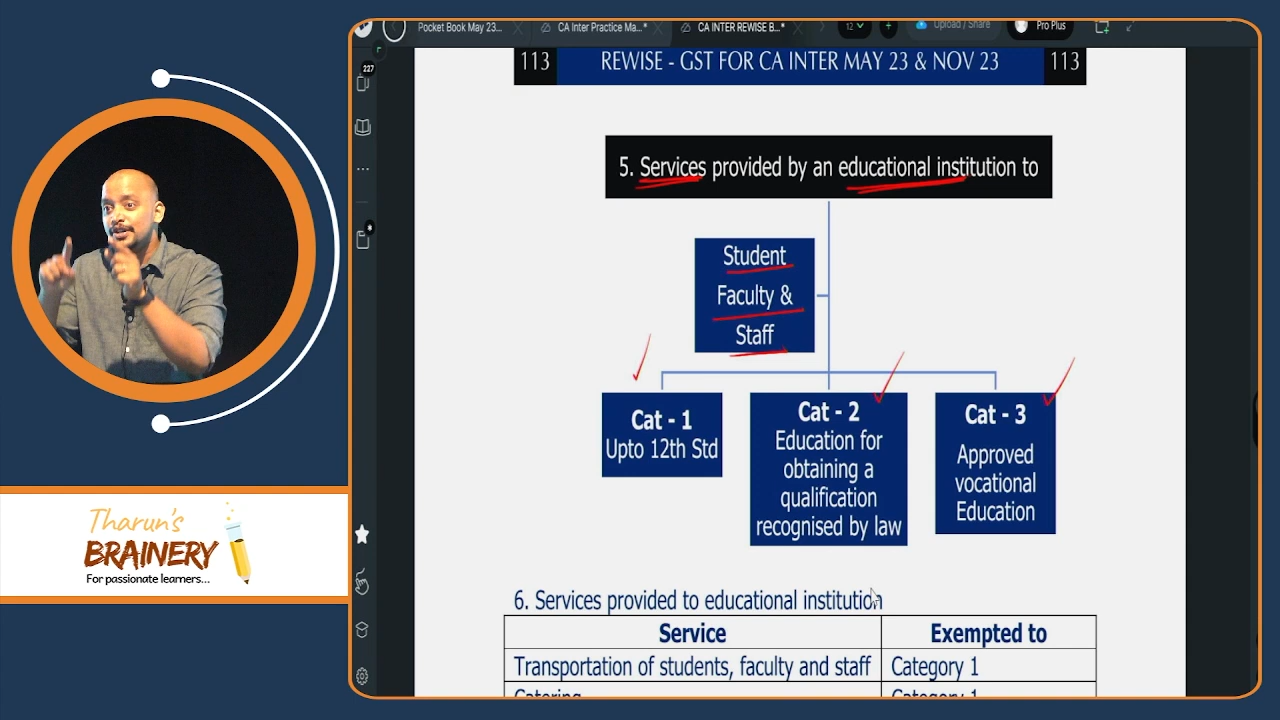 Pocket Book May 23...
CA Inter Practice Ma...*
CA INTER REWISE B...*
12
Upload / Share
Pro Plus
227
113
REWISE - GST FOR CA INTER MAY 23 & NOV 23
113
5. Services provided by an educational institution to
Student
Faculty &
Staff
Cat - 1
Upto 12th Std
Cat - 2
Education for
obtaining a
qualification
recognised by law
Cat - 3
Approved
vocational
Education
Tharun's
BRAINERY
For passionate learners...
6. Services provided to educational institution
Service
Exempted to
Transportation of students, faculty and staff
Category 1
Catering
Category 1